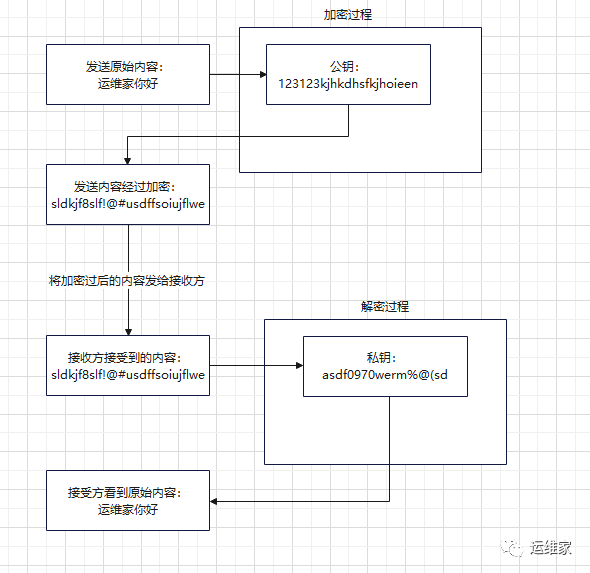 加密过程
发送原始内容：
运维家你好
公钥：
123123kjhkdhsfkjhoieen
发送内容经过加密：
sldkjf8slf!@#usdffsoiujflwe
将加密过后的内容发给接收方
解密过程
接收方接受到的内容：
sldkjf8slf!@#usdffsoiujflwe
私钥：
asdf0970werm%@(sd
接受方看到原始内容：
运维家你好
运维家